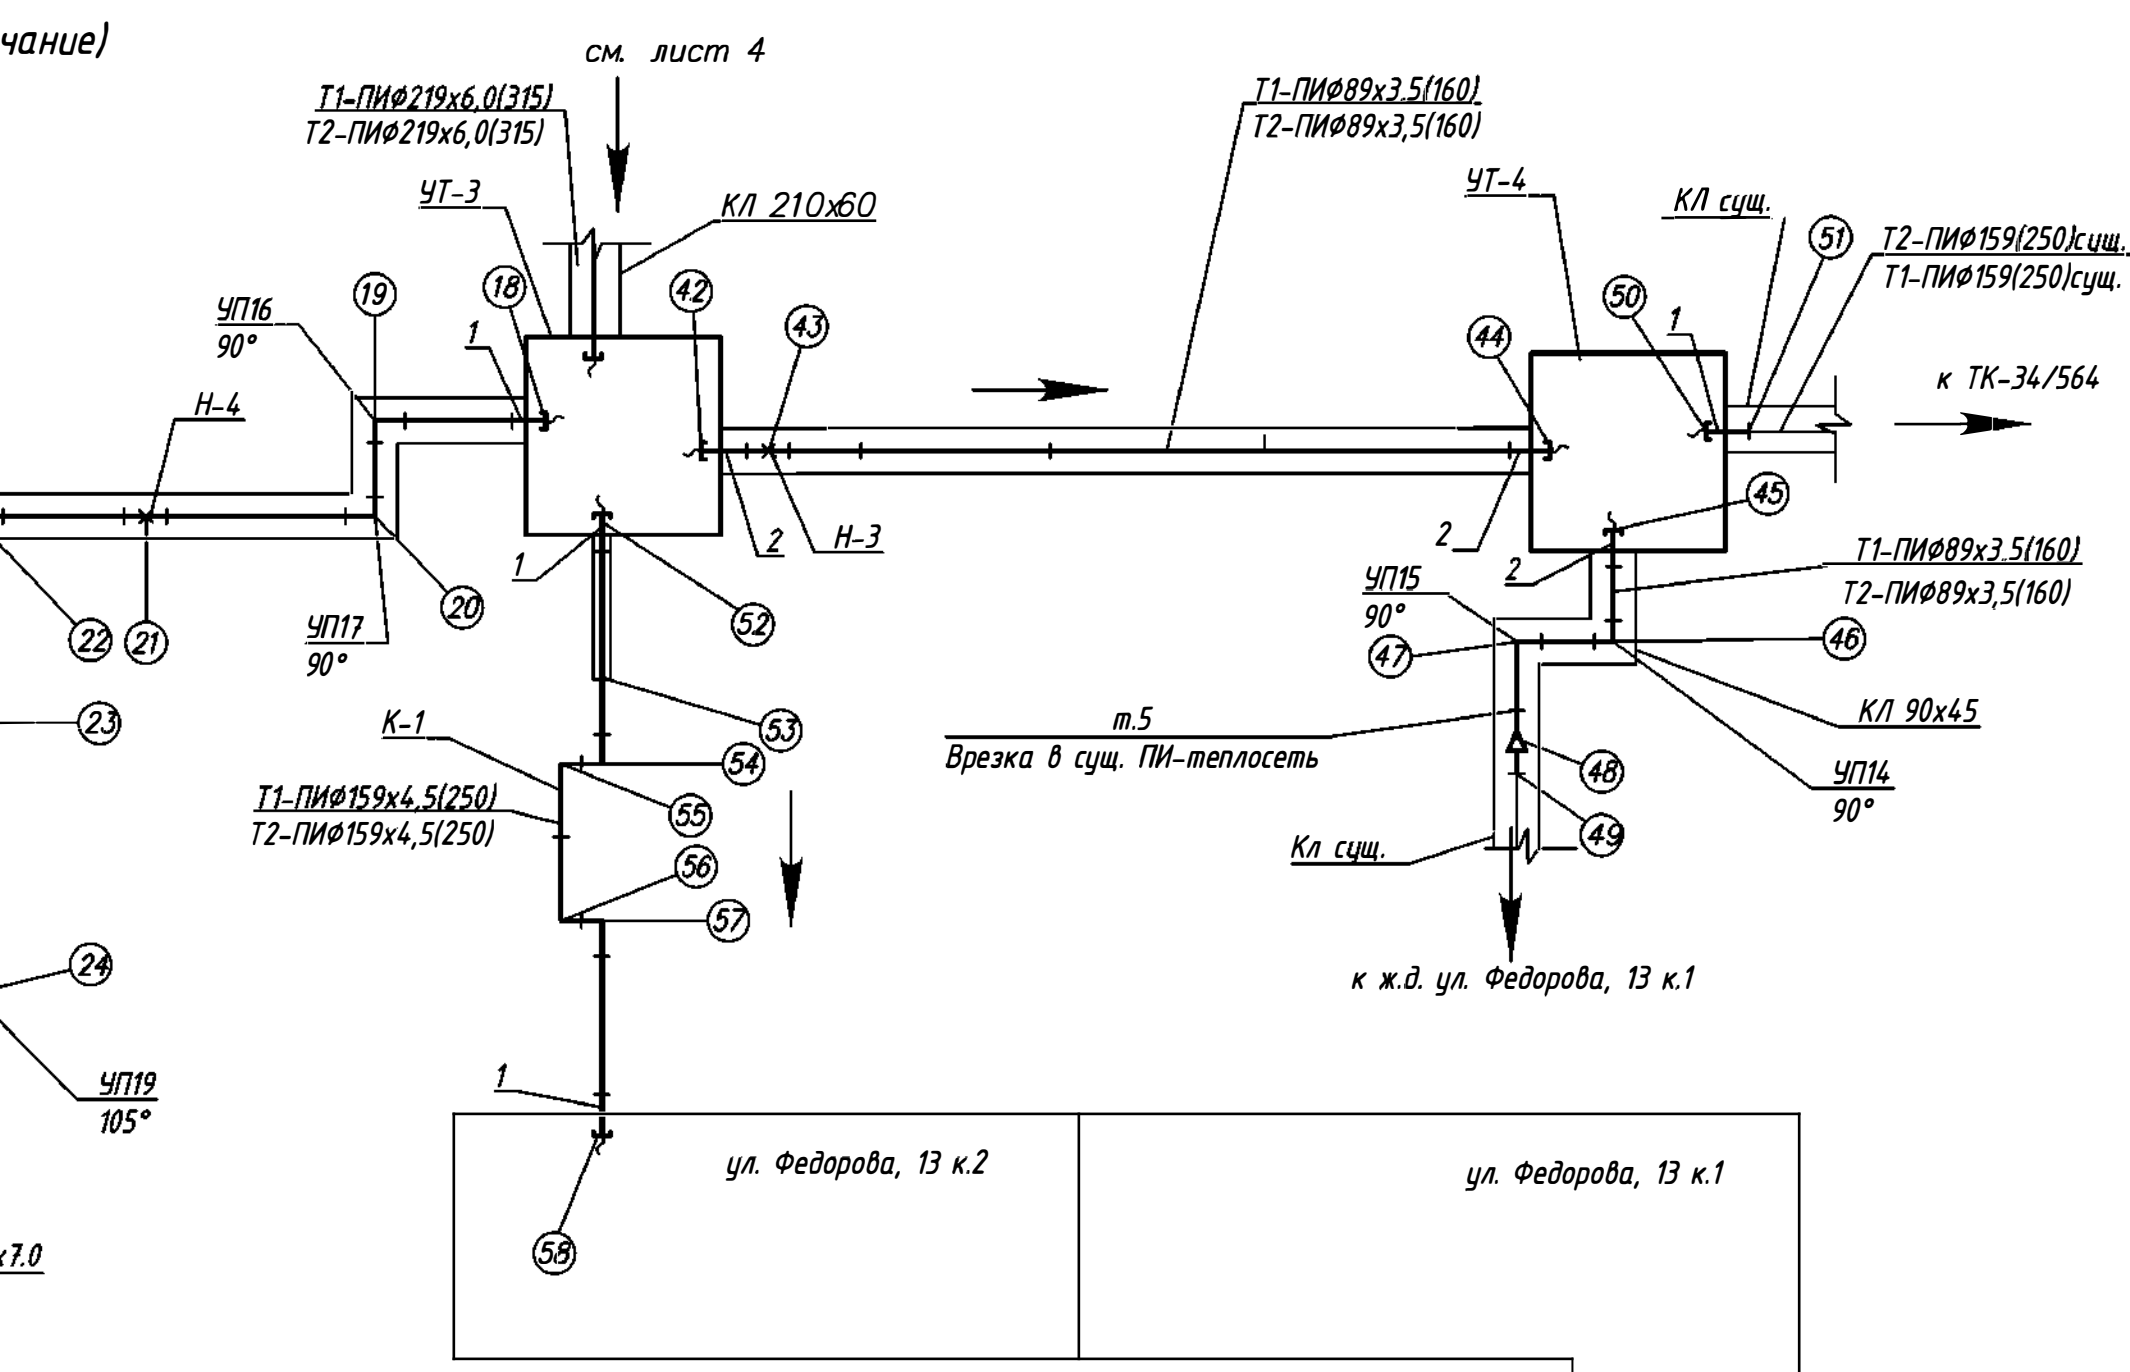 чание)
см. лист 4
Т1-ПИФ219х6,0(315)
Т2-ПИФ219х6,0(315)
Т1-ПИФ89х3.5(160)
Т2-ПИФ89х3,5(160)
УТ-3
КЛ 210х60
УТ-4
КЛ сущ.
51
Т2-ПИФ159(250)сущ.
Т1-ПИФ159(250)сущ.
УП16
90°
19
18
42
43
1
44
50
1
к ТК-34/564
Н-4
45
1
2
Н-3
2
2
Т1-ПИФ89х3.5(160)
Т2-ПИФ89х3,5(160)
УП15
90°
22
21
УП17
90°
20
52
47
46
23
К-1
53
54
т.5
Врезка в сущ. ПИ-теплосеть
КЛ 90х45
48
УП14
90°
Т1-ПИФ159х4,5(250)
Т2-ПИФ159х4,5(250)
55
49
Кл сущ.
56
57
24
к ж.д. ул. Федорова, 13 к.1
УП19
105°
1
ул. Федорова, 13 к.2
ул. Федорова, 13 к.1
58
х7.0